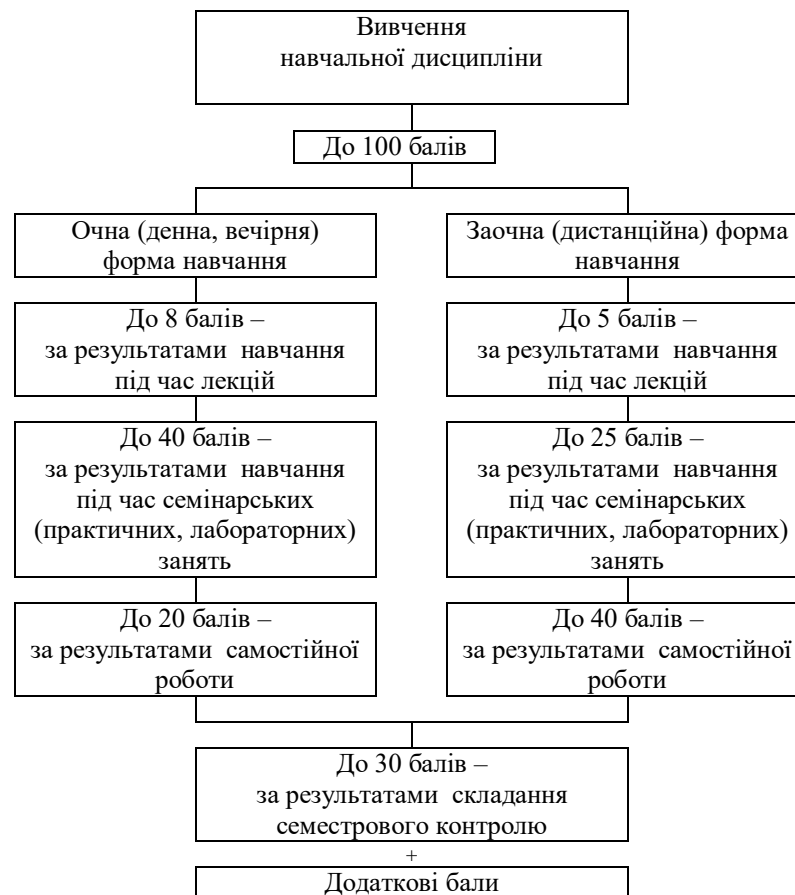 Вивчення
навчальної дисципліни
До 100 балів
Очна (денна, вечірня)
форма навчання
До 8 балів –
за результатами навчання
під час лекцій
До 40 балів –
за результатами навчання
під час семінарських
(практичних, лабораторних)
занять
До 20 балів –
за результатами самостійної
роботи
Заочна (дистанційна) форма
навчання
До 5 балів –
за результатами навчання
під час лекцій
До 25 балів –
за результатами навчання
під час семінарських
(практичних, лабораторних)
занять
До 40 балів –
за результатами самостійної
роботи
До 30 балів –
за результатами складання
семестрового контролю
+
Додаткові бали